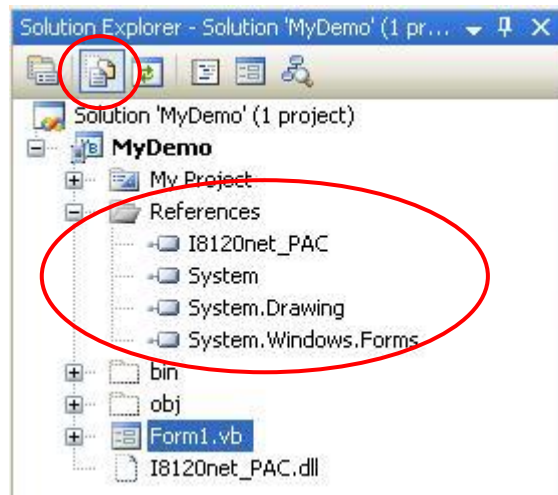 Solution Explorer - Solution 'MyDemo' (1 pr...
Solution 'MyDemo' (1 project)
MyDemo
My Project
References
I8120net_PAC
System
System.Drawing
System.Windows.Forms
bin
obj
Form1.vb
I8120net_PAC.dll